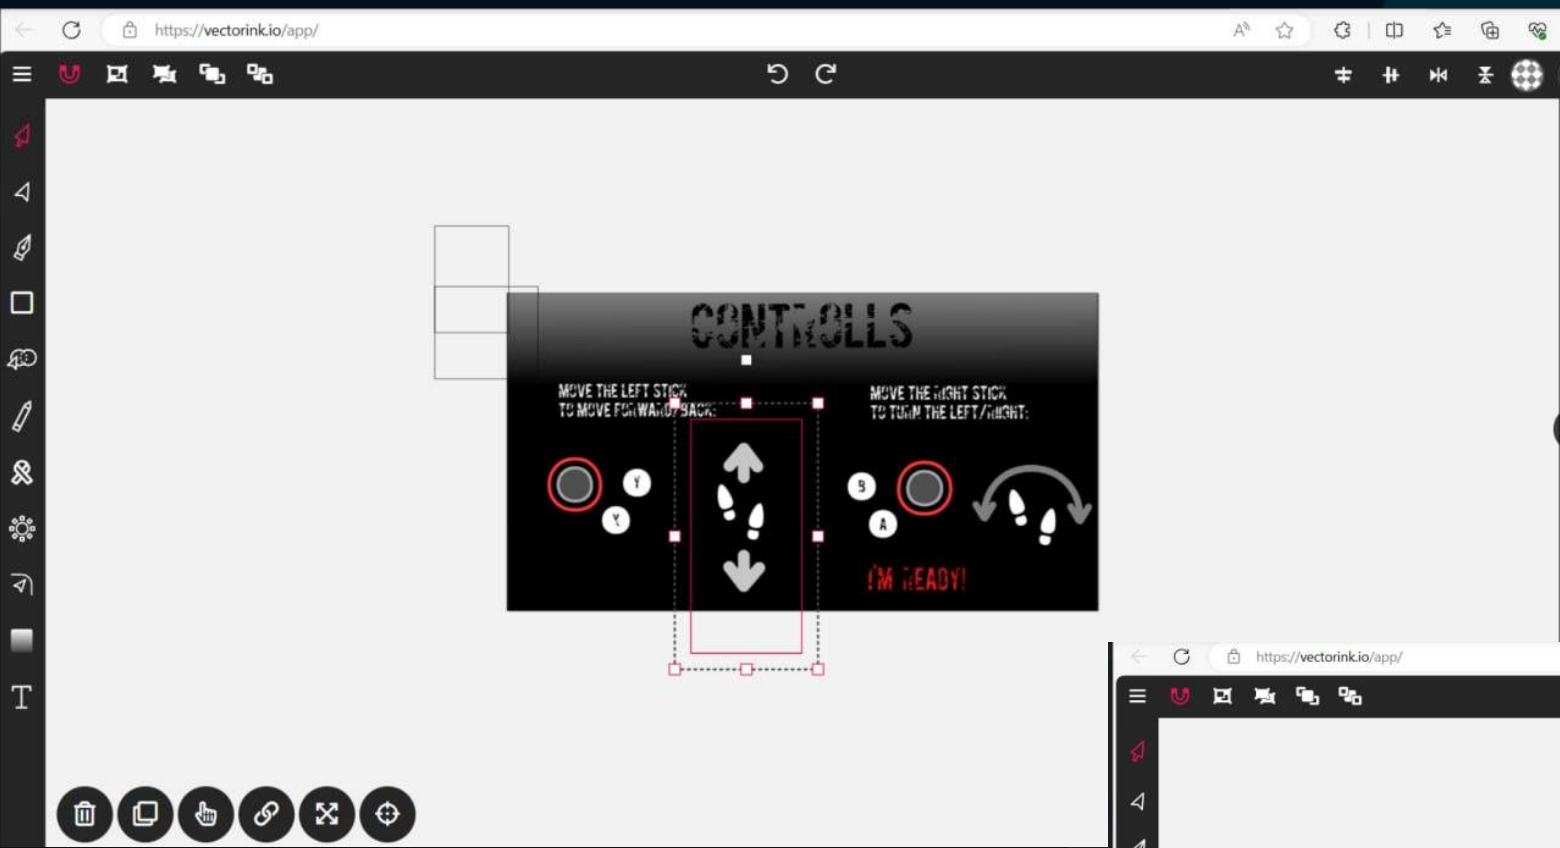 https://vectorink.io/app/
CONTROLLS
MOVE THE LEFT STICK
TO MOVE FORWARD/BACK:
MOVE THE RIGHT STICK
TO TURN THE LEFT/RIGHT:
Y
X
B
A
I'M READY!
https://vectorink.io/app/